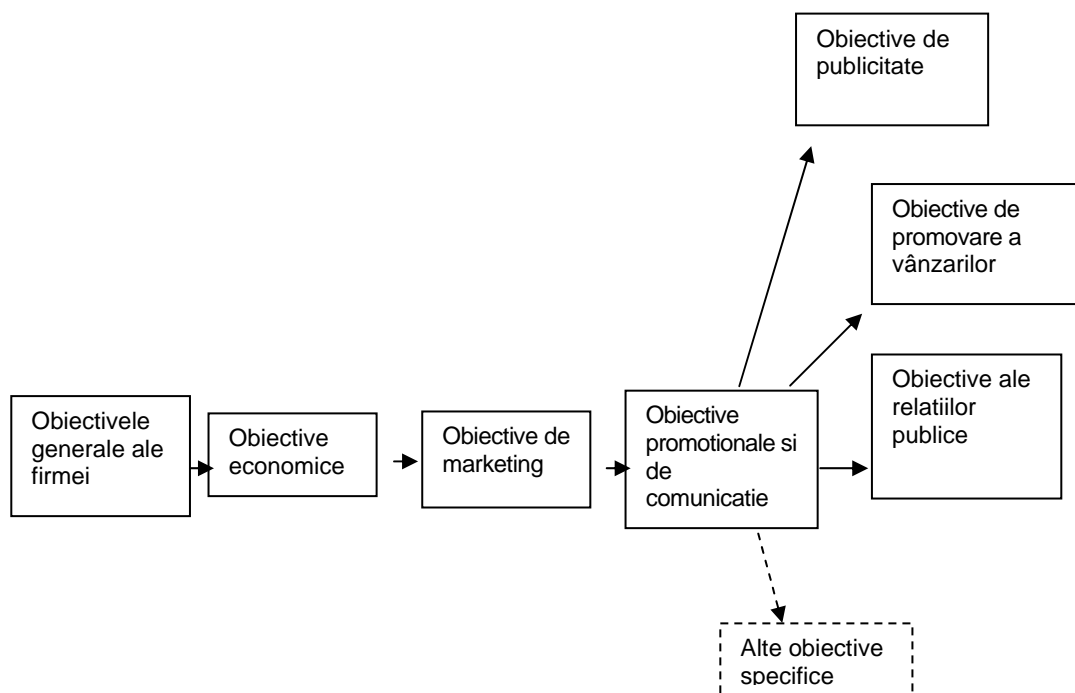 Obiective de
publicitate
Obiective de
promovare a
vânzarilor
Obiective ale
relatiilor
publice
Obiectivele
generale ale
firmei
Obiective
economice
Obiective de
marketing
Obiective
promotionale si
de
comunicatie
Alte obiective
specifice